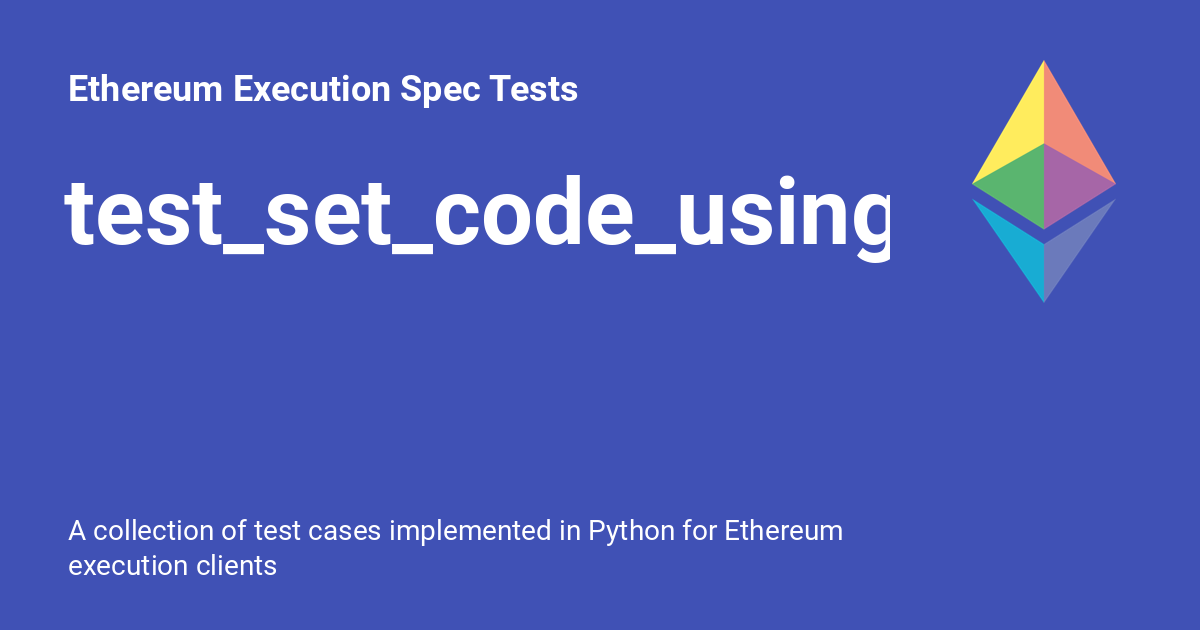 Ethereum Execution Spec Tests
test_set_code_using
A collection of test cases implemented in Python for Ethereum
execution clients